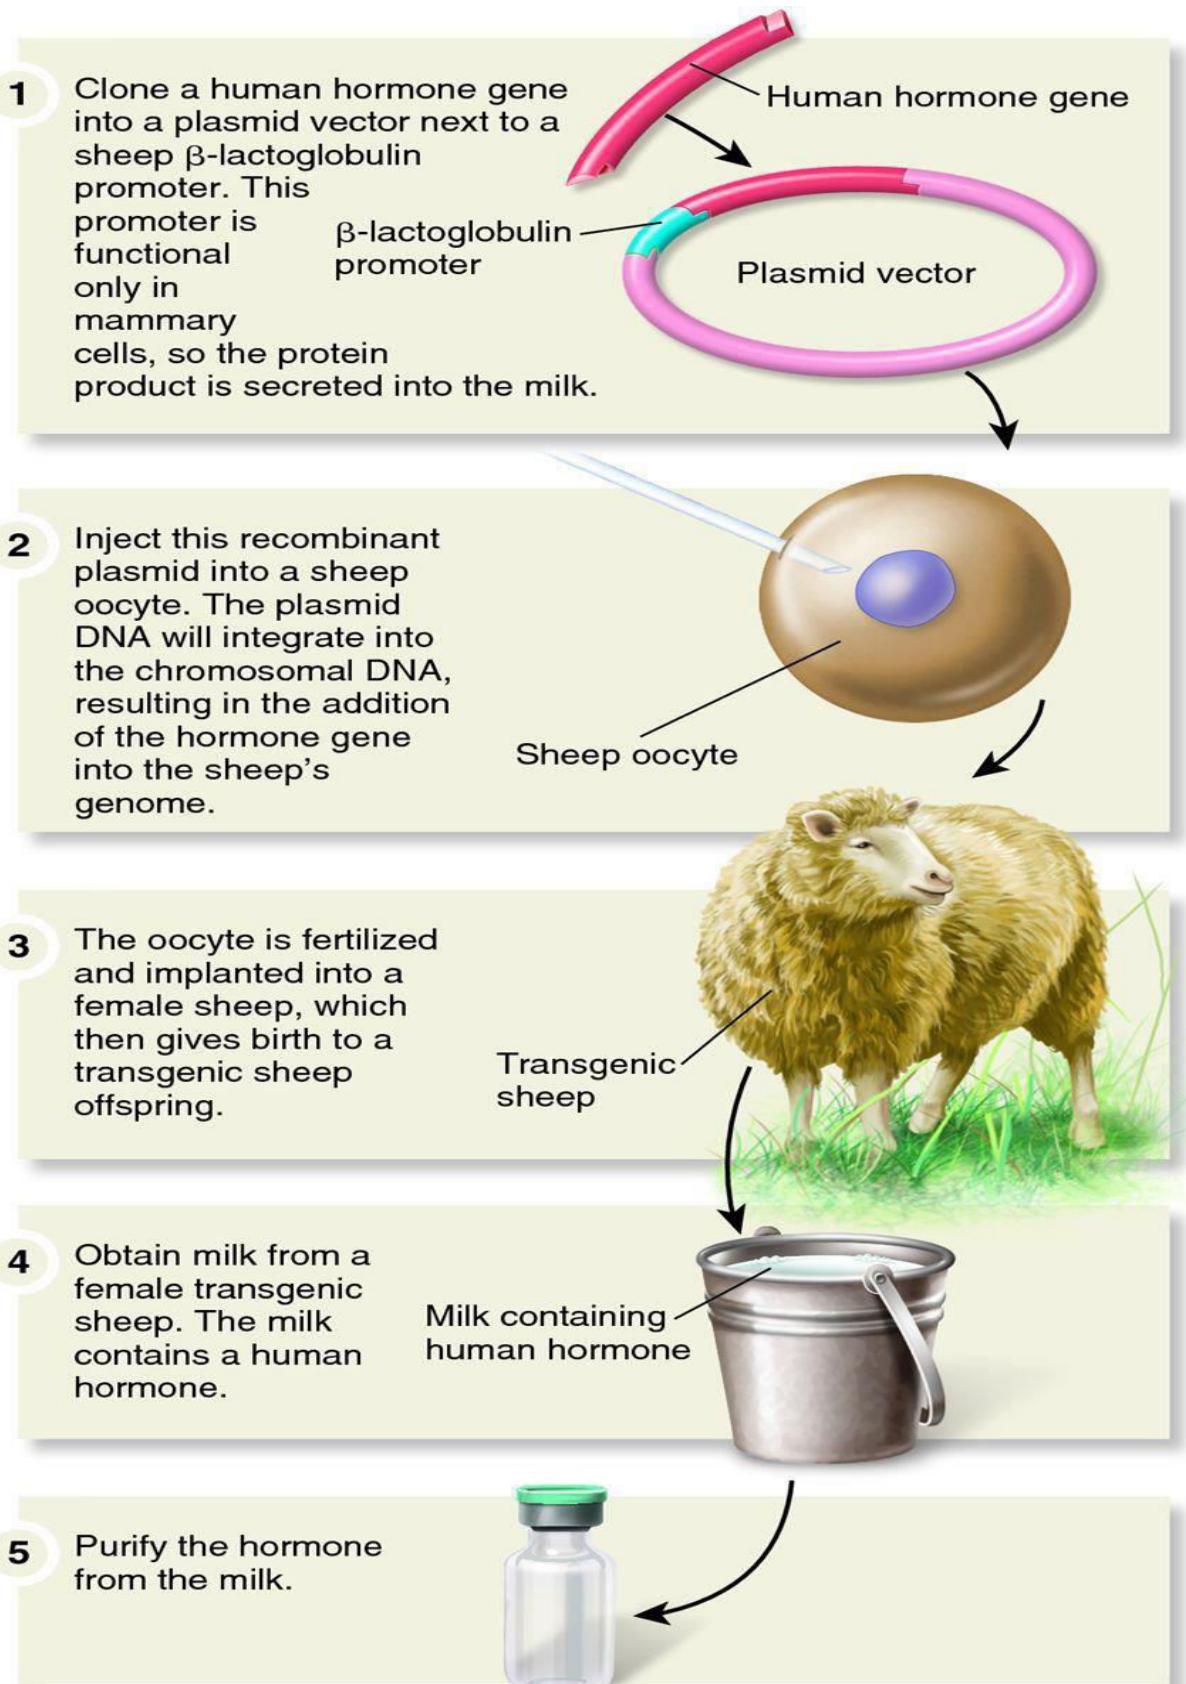 1
Clone a human hormone gene
into a plasmid vector next to a
sheep β-lactoglobulin
promoter. This
promoter is
functional
only in
mammary
cells, so the protein
product is secreted into the milk.
Human hormone gene
β-lactoglobulin
promoter
Plasmid vector
2
Inject this recombinant
plasmid into a sheep
oocyte. The plasmid
DNA will integrate into
the chromosomal DNA,
resulting in the addition
of the hormone gene
into the sheep's
genome.
Sheep oocyte
3
The oocyte is fertilized
and implanted into a
female sheep, which
then gives birth to a
transgenic sheep
offspring.
Transgenic
sheep
4
Obtain milk from a
female transgenic
sheep. The milk
contains a human
hormone.
Milk containing
human hormone
5
Purify the hormone
from the milk.